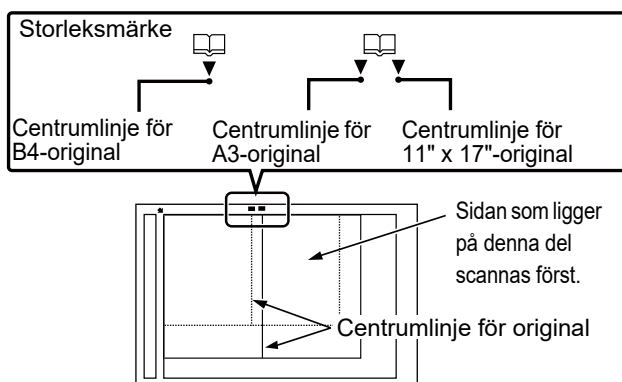 Storleksmärke
Centrumlinje för
B4-original
Centrumlinje för
A3-original
Centrumlinje för
11" x 17"-original
Sidan som ligger
på denna del
scannas först.
Centrumlinje för original